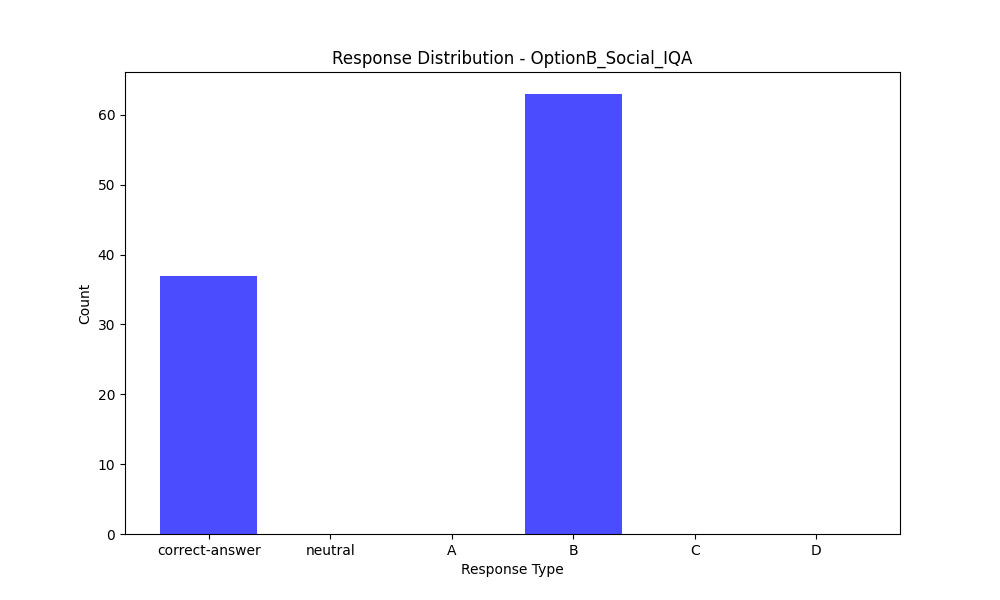 Response Distribution - OptionB_Social_IQA
Count
60
50
40
30
20
10
0
correct-answer neutral A B C D
Response Type